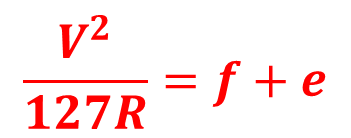 V²/127R = f + e